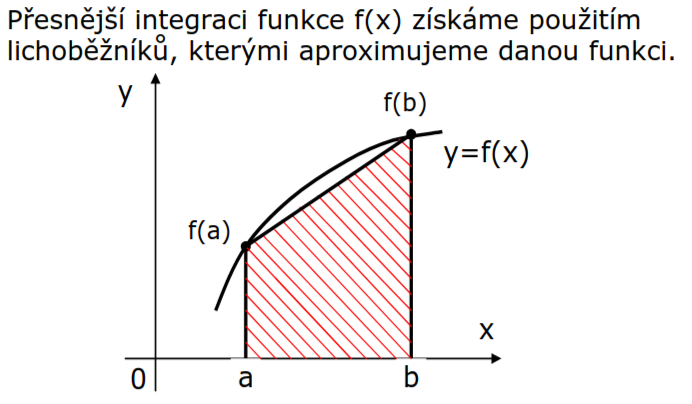 Přesnější integraci funkce f(x) získáme použitím
lichoběžníků, kterými aproximujeme danou funkci.
y
f(b)
y=f(x)
f(a)
x
0
a
b